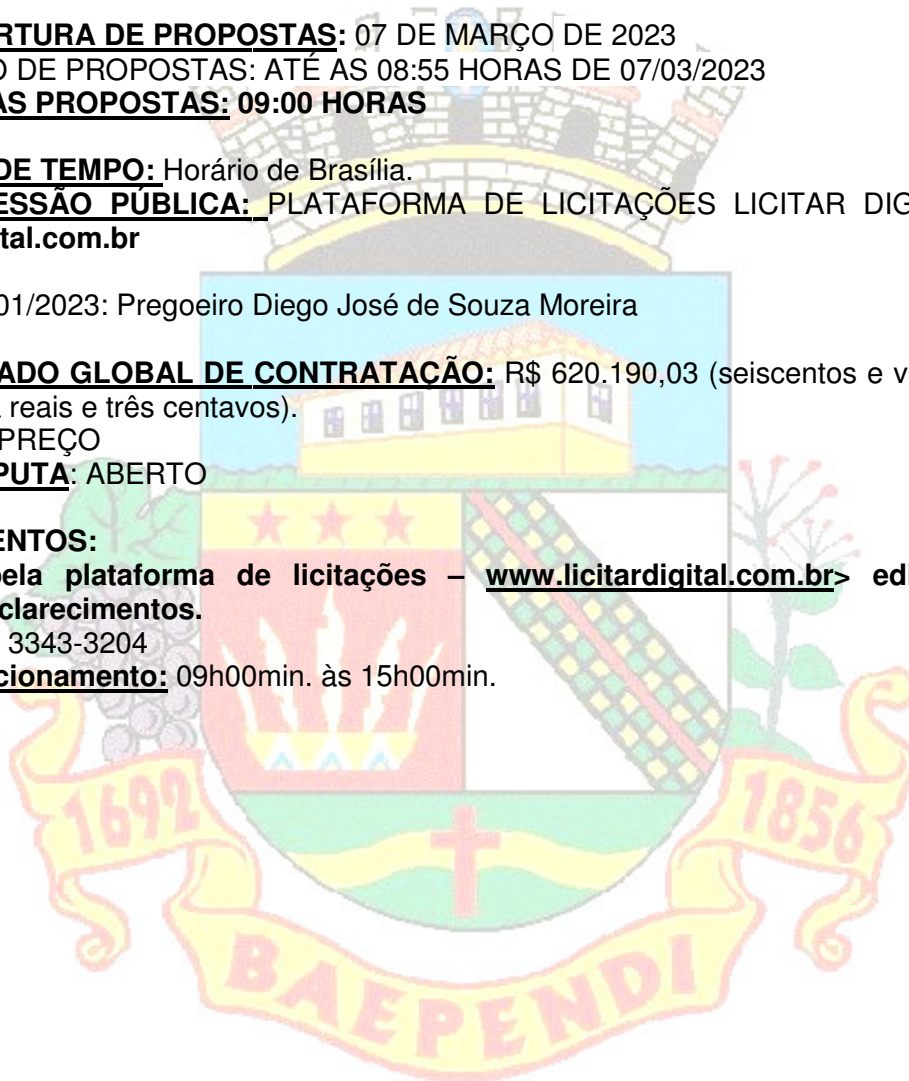 RTURA DE PROPOSTAS: 07 DE MARÇO DE 2023
O DE PROPOSTAS: ATÉ AS 08:55 HORAS DE 07/03/2023
AS PROPOSTAS: 09:00 HORAS
DE TEMPO: Horário de Brasília.
ESSÃO PÚBLICA: PLATAFORMA DE LICITAÇÕES LICITAR DIG
tal.com.br
01/2023: Pregoeiro Diego José de Souza Moreira
ADO GLOBAL DE CONTRATAÇÃO: R$ 620.190,03 (seiscentos e v
reais e três centavos).
PREÇO
PUTA: ABERTO
ENTOS:
pela plataforma de licitações – www.licitardigital.com.br> ed
clarecimentos.
3343-3204
cionamento: 09h00min. às 15h00min.
1692
1856
BAEPENDI